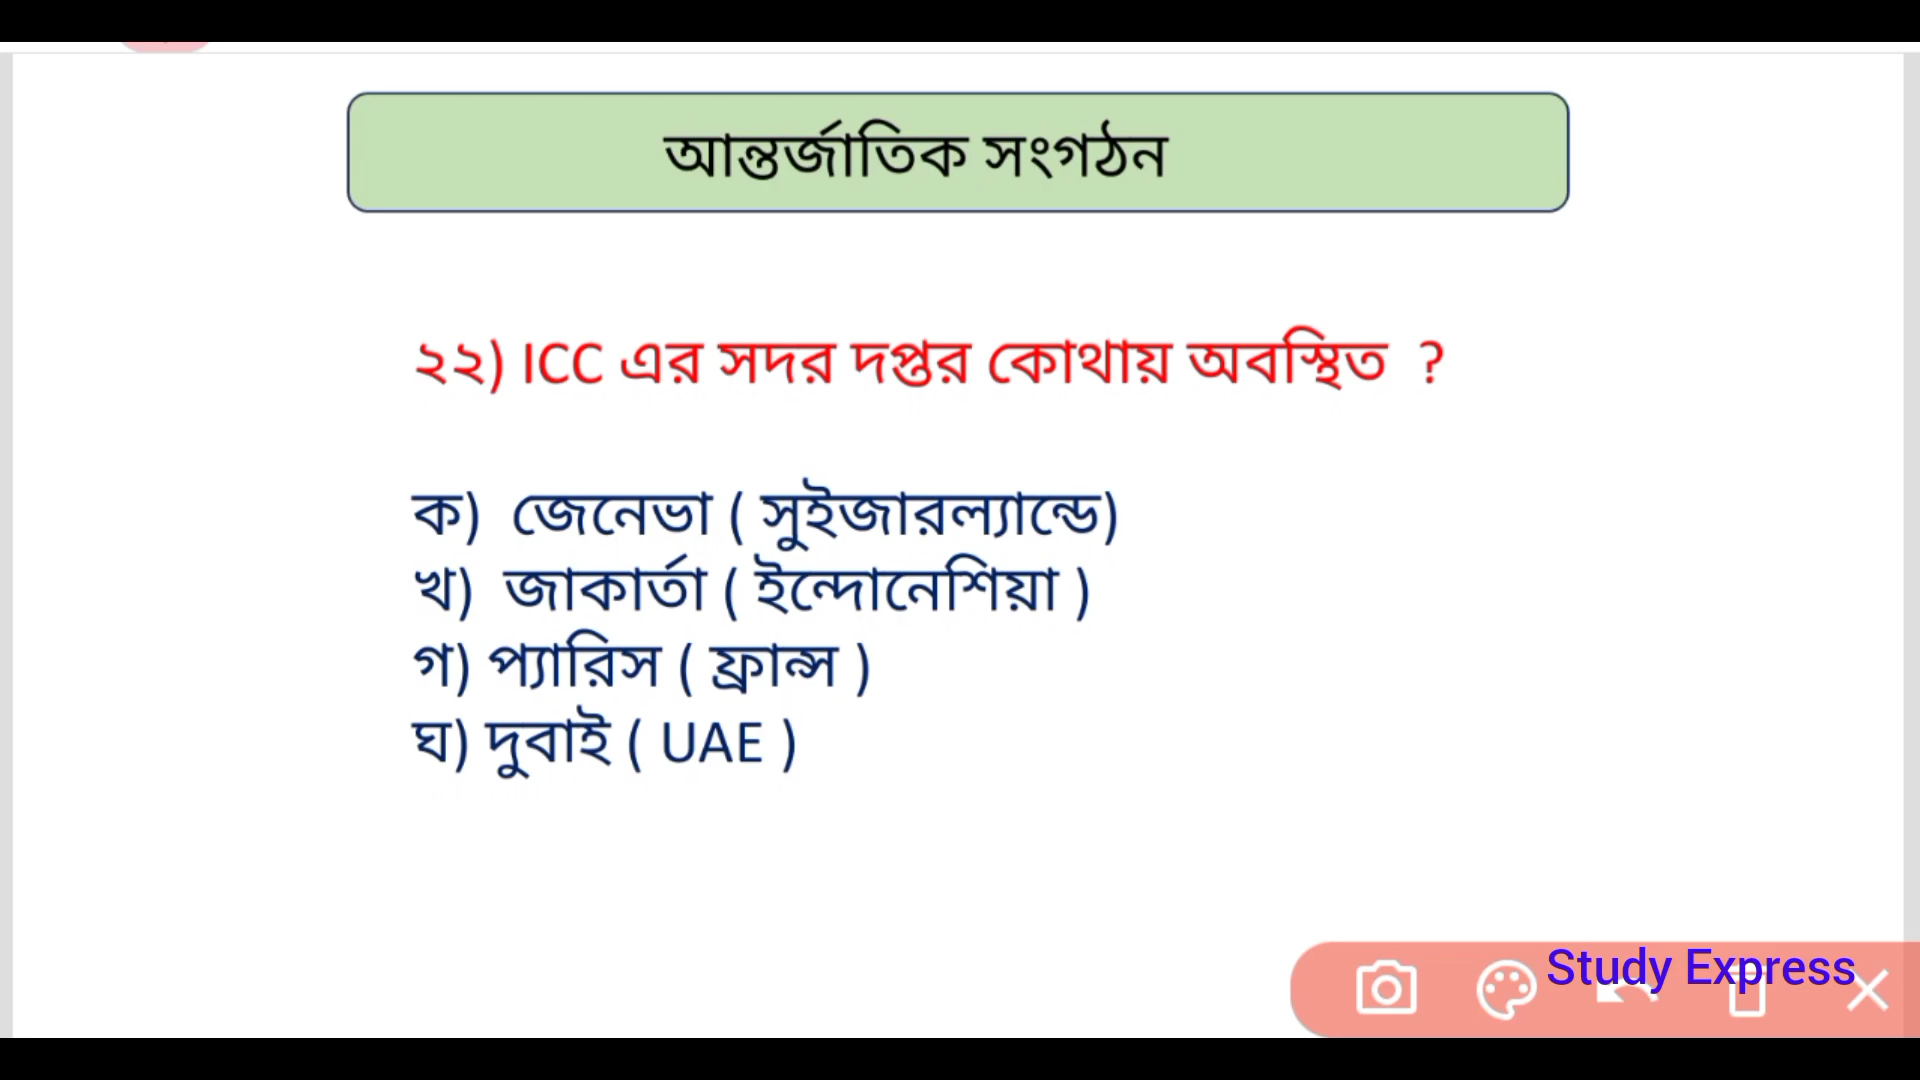 আন্তর্জাতিক সংগঠন
২২) ICC এর সদর দপ্তর কোথায় অবস্থিত ?
ক) জেনেভা ( সুইজারল্যান্ডে)
খ) জাকার্তা ( ইন্দোনেশিয়া )
গ) প্যারিস ( ফ্রান্স )
ঘ) দুবাই ( UAE )
Study Express